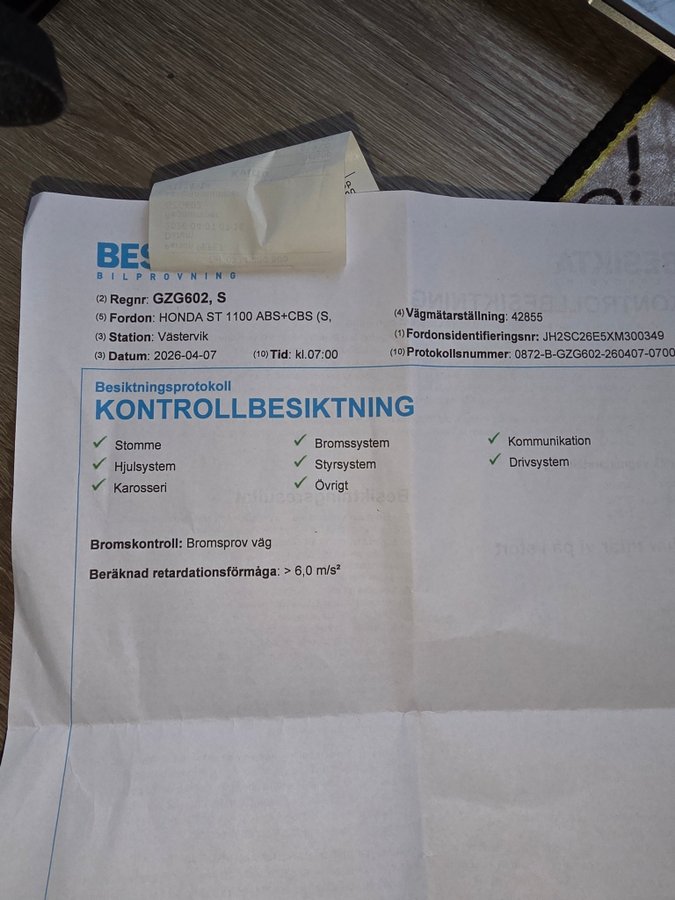 BES
BILPROVNING
(2) Regnr: GZG602, S
(5) Fordon: HONDA ST 1100 ABS+CBS (S,
(3) Station: Västervik
(3) Datum: 2026-04-07 (10) Tid: kl.07:00
(4) Vägmätarställning: 42855
(1) Fordonsidentifieringsnr: JH2SC26E5XM300349
(10) Protokollsnummer: 0872-B-GZG602-260407-0700
Besiktningsprotokoll
KONTROLLBESIKTNING
Stomme
Hjulsystem
Karosseri
Bromssystem
Styrsystem
Övrigt
Kommunikation
Drivsystem
Bromskontroll: Bromsprov väg
Beräknad retardationsförmåga: > 6,0 m/s²